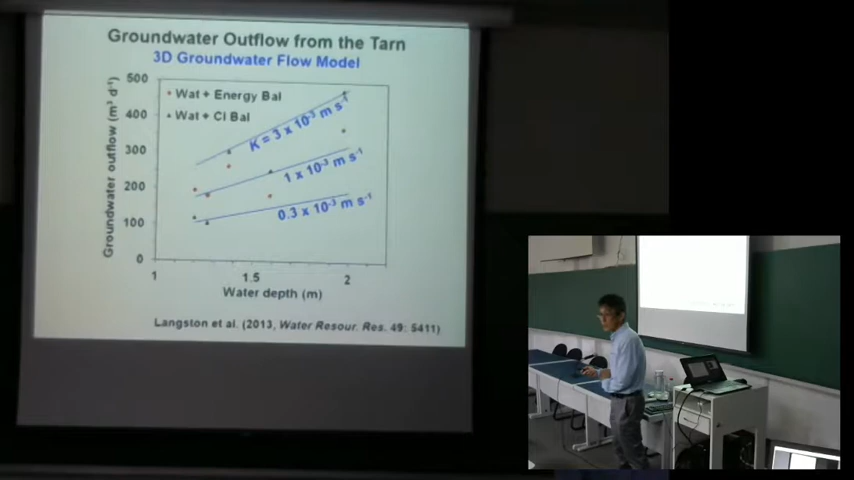 Groundwater Outflow from the Tarn
3D Groundwater Flow Model
Groundwater outflow (m³ d⁻¹)
500
400
300
200
100
0
Wat + Energy Bal
Wat + Cl Bal
K = 3 x 10⁻³ m s⁻¹
1 x 10⁻³ m s⁻¹
0.3 x 10⁻³ m s⁻¹
1
1.5
2
Water depth (m)
Langston et al. (2013, Water Resour. Res. 49: 5411)